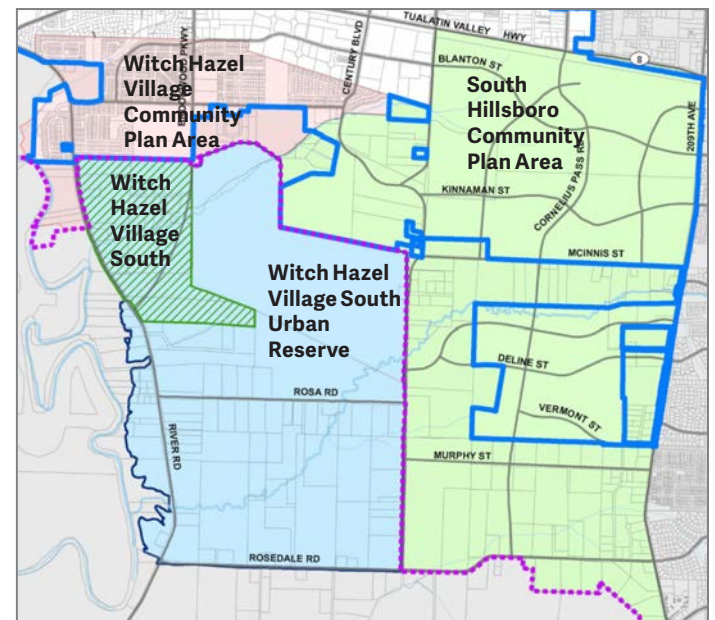 TUALATIN VALLEY HWY
8
BLANTON ST
CENTURY BLVD
209TH AVE
Witch Hazel
Village
Community
Plan Area
South
Hillsboro
Community
Plan Area
CORNELIUS PASS RD
KINNAMAN ST
Witch
Hazel
Village
South
MCINNIS ST
Witch Hazel
Village South
Urban
Reserve
DELINE ST
ROSA RD
VERMONT ST
RIVER RD
MURPHY ST
ROSEDALE RD